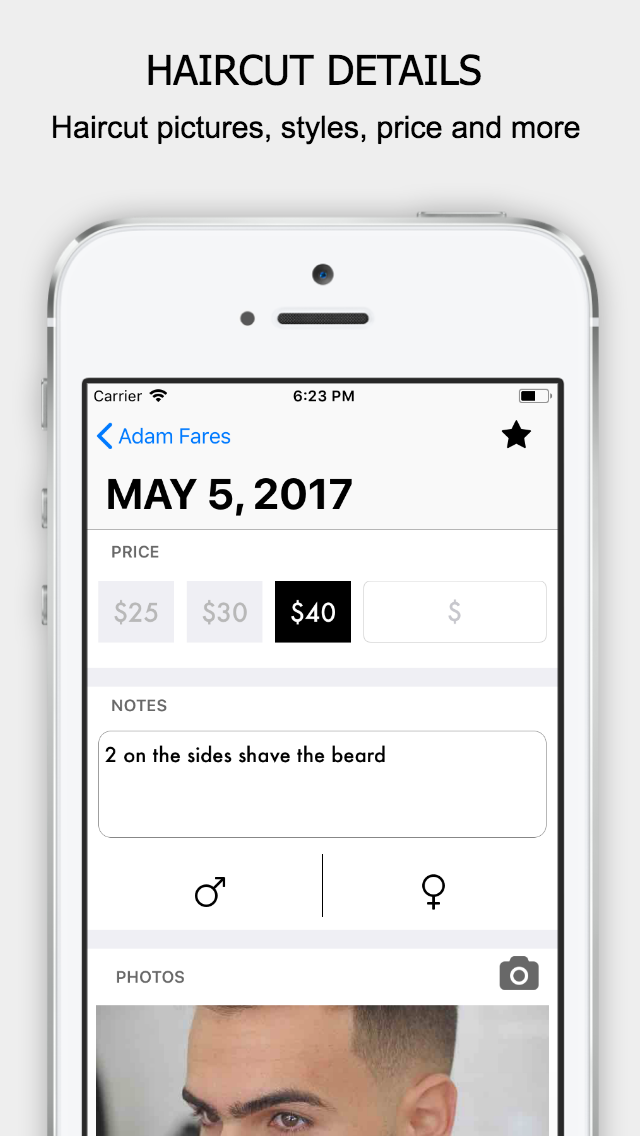 HAIRCUT DETAILS
Haircut pictures, styles, price and more
Carrier 6:23 PM
Adam Fares
MAY 5, 2017
PRICE
$25 $30 $40 $
NOTES
2 on the sides shave the beard
♂ ♀
PHOTOS